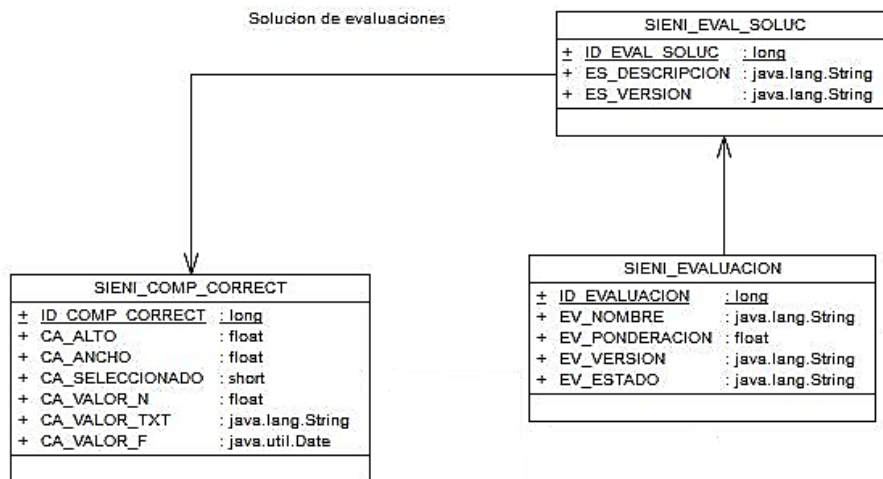 Solucion de evaluaciones
SIENI_EVAL_SOLUC
+ ID_EVAL_SOLUC : long
+ ES_DESCRIPCION : java.lang.String
+ ES_VERSION : java.lang.String
SIENI_COMP_CORRECT
+ ID_COMP_CORRECT : long
+ CA_ALTO : float
+ CA_ANCHO : float
+ CA_SELECCIONADO : short
+ CA_VALOR_N : float
+ CA_VALOR_TXT : java.lang.String
+ CA_VALOR_F : java.util.Date
SIENI_EVALUACION
+ ID_EVALUACION : long
+ EV_NOMBRE : java.lang.String
+ EV_PONDERACION : float
+ EV_VERSION : java.lang.String
+ EV_ESTADO : java.lang.String